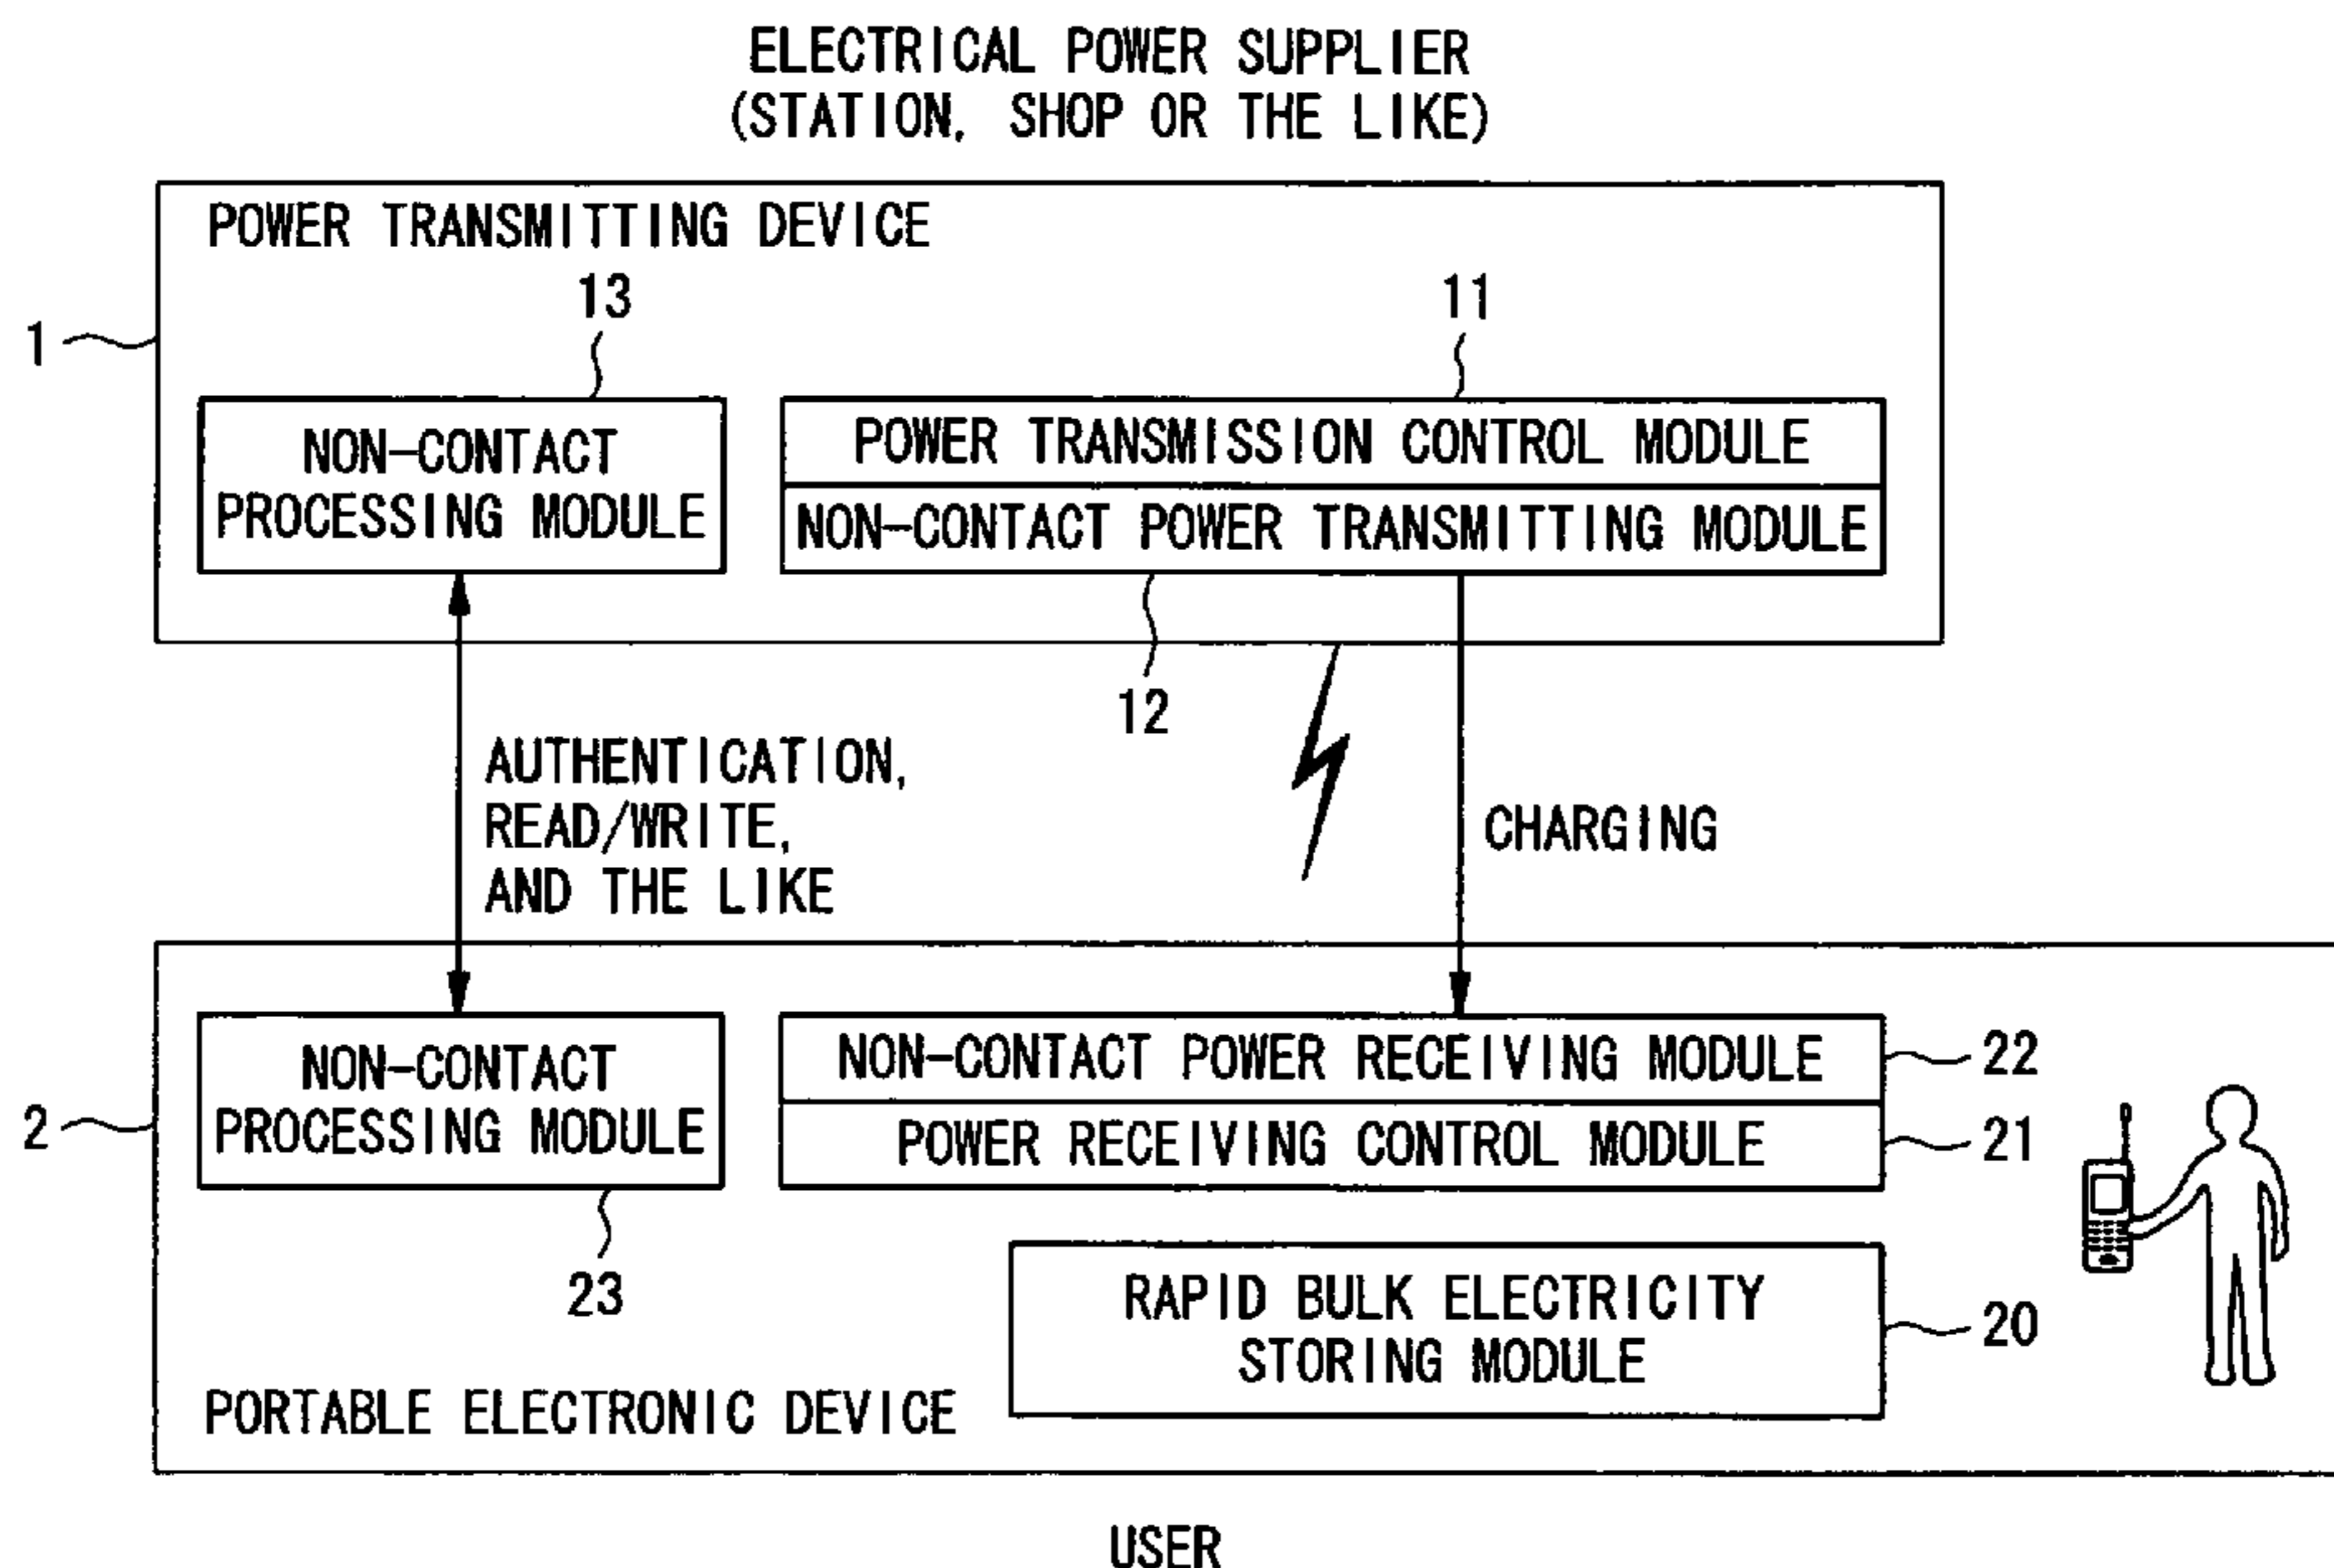 ELECTRICAL POWER SUPPLIER
(STATION, SHOP OR THE LIKE)
POWER TRANSMITTING DEVICE
13
11
1
NON-CONTACT
PROCESSING MODULE
POWER TRANSMISSION CONTROL MODULE
NON-CONTACT POWER TRANSMITTING MODULE
12
AUTHENTICATION,
READ/WRITE,
AND THE LIKE
CHARGING
NON-CONTACT
PROCESSING MODULE
NON-CONTACT POWER RECEIVING MODULE
22
2
POWER RECEIVING CONTROL MODULE
21
23
RAPID BULK ELECTRICITY
STORING MODULE
20
PORTABLE ELECTRONIC DEVICE
USER